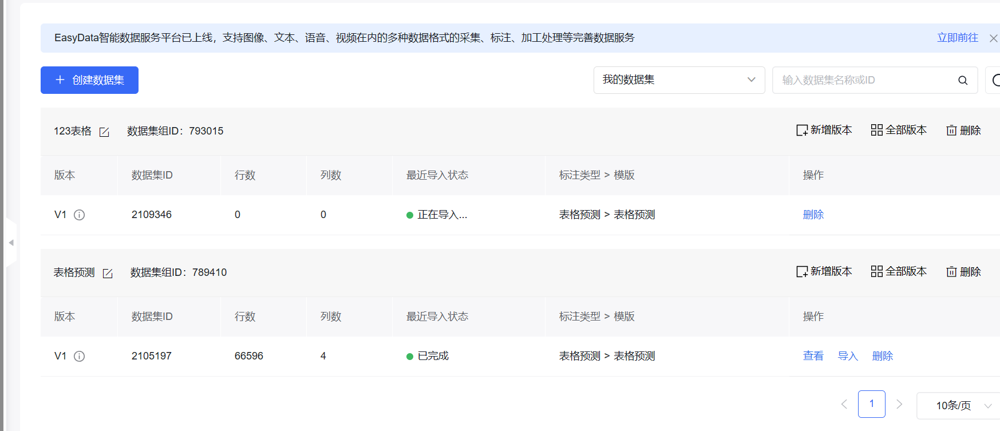 EasyData智能数据服务平台已上线，支持图像、文本、语音、视频在内的多种数据格式的采集、标注、加工处理等完善数据服务 立即前往
创建数据集 我的数据集 输入数据集名称或ID
123表格 数据集组ID：793015 新增版本 全部版本 删除
版本 数据集ID 行数 列数 最近导入状态 标注类型 > 模版 操作
V1 2109346 0 0 正在导入... 表格预测 > 表格预测 删除
表格预测 数据集组ID：789410 新增版本 全部版本 删除
版本 数据集ID 行数 列数 最近导入状态 标注类型 > 模版 操作
V1 2105197 66596 4 已完成 表格预测 > 表格预测 查看 导入 删除
1 10条/页